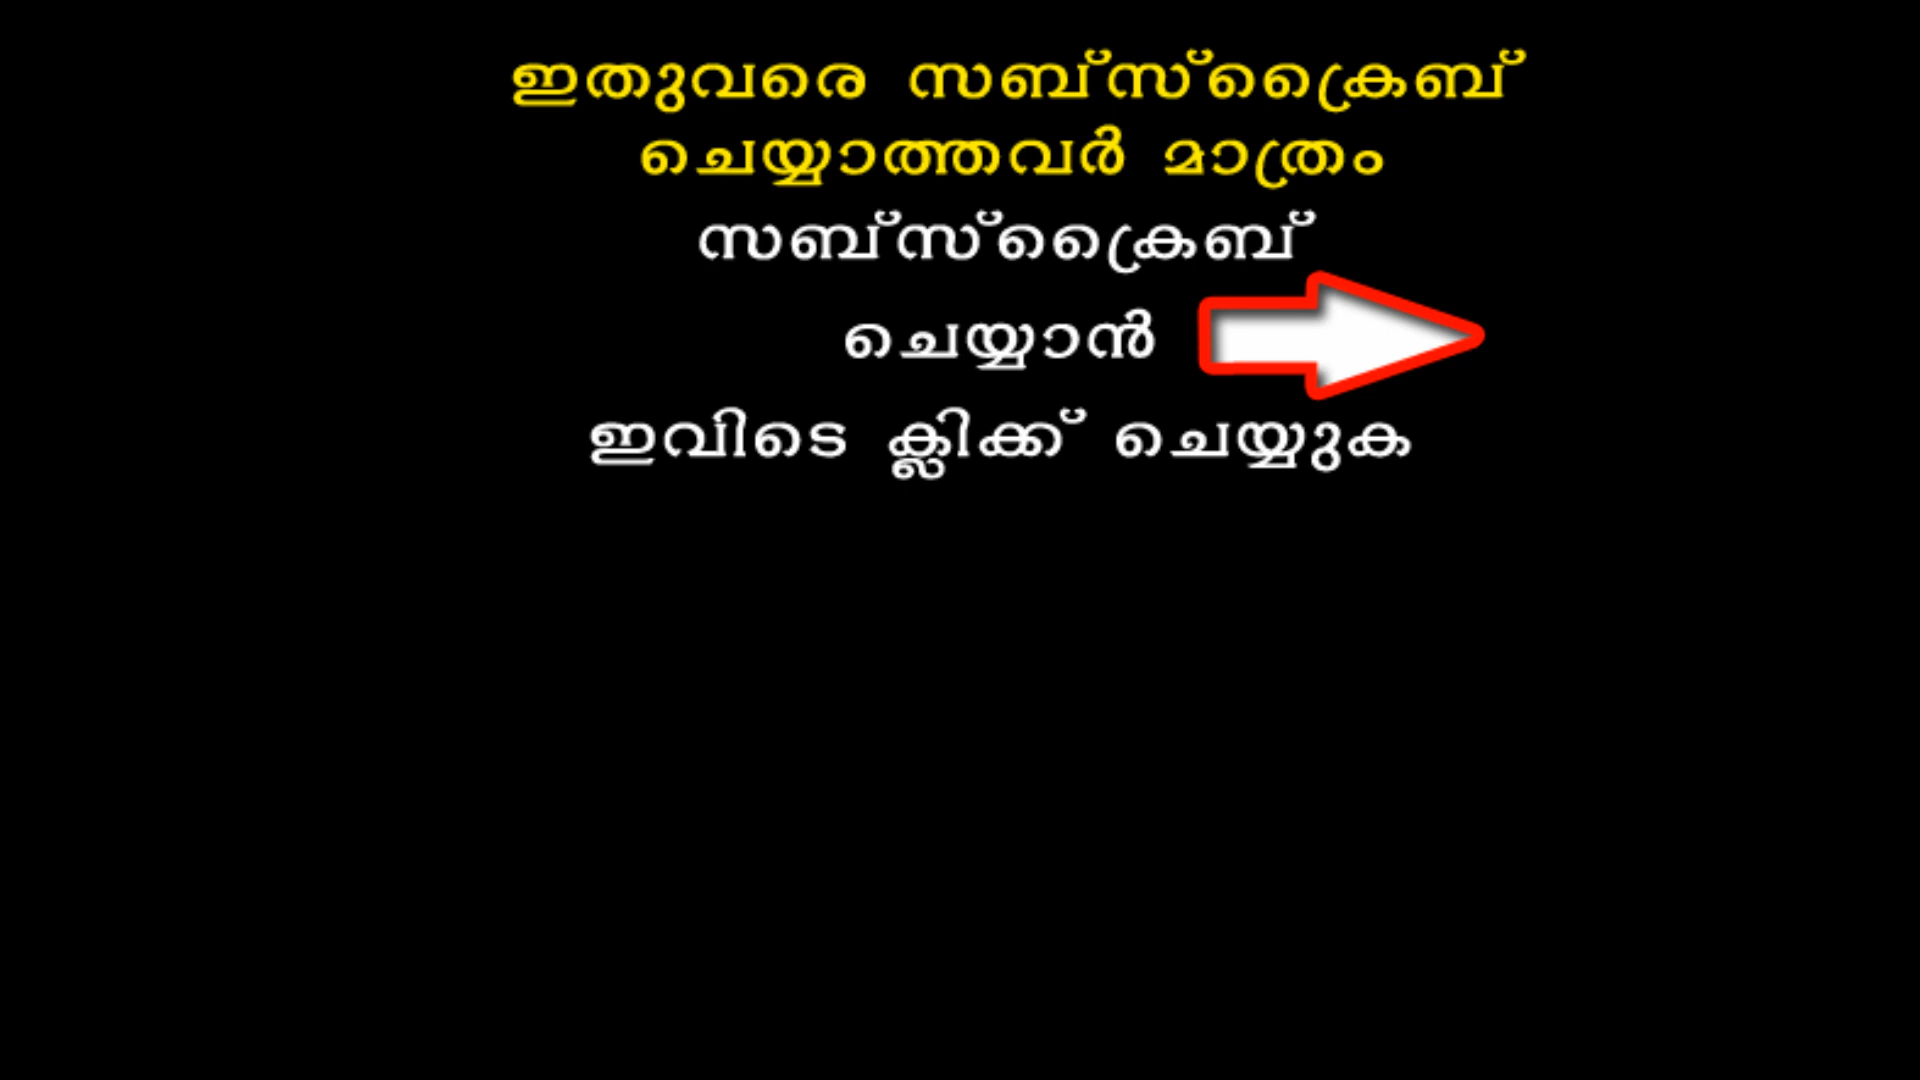 ഇതുവരെ സബ്സ്ക്രൈബ്
ചെയ്യാത്തവർ മാത്രം
സബ്സ്ക്രൈബ്
ചെയ്യാൻ
ഇവിടെ ക്ലിക്ക് ചെയ്യുക